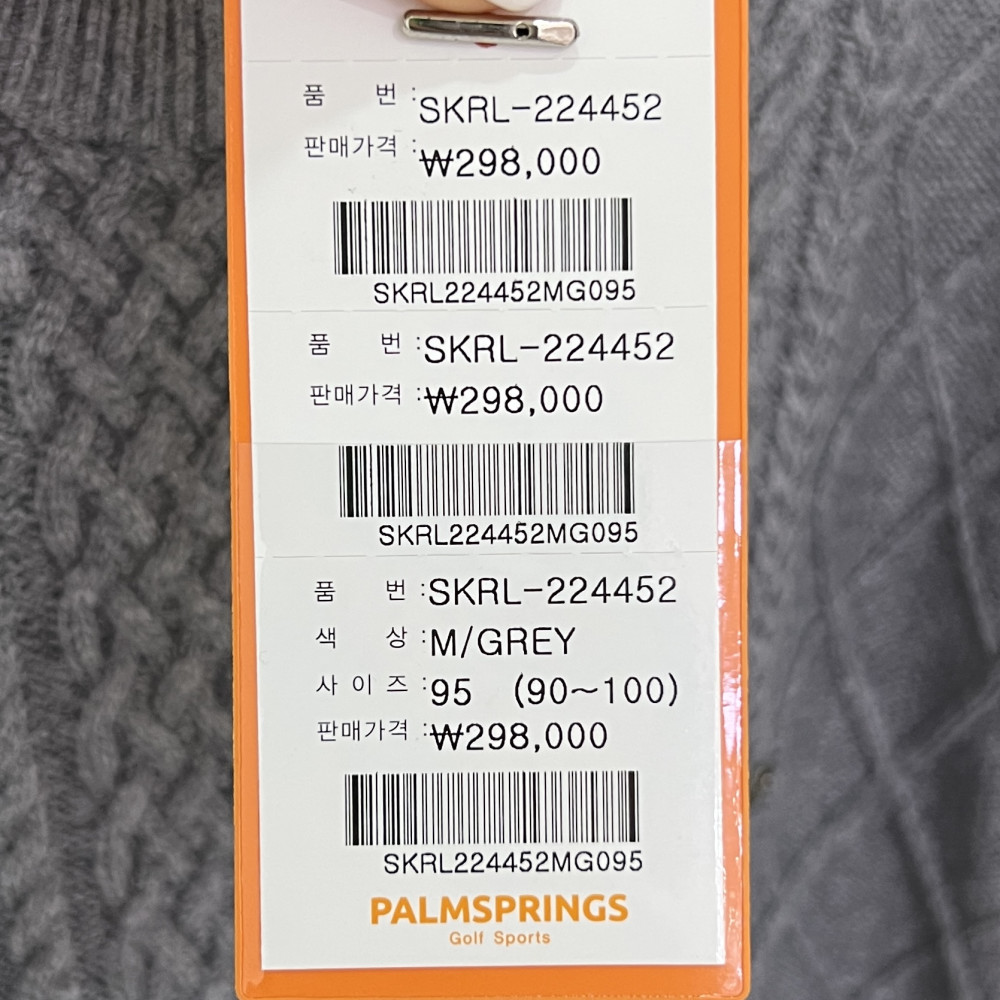 품 번 : SKRL-224452
판매가격 : ₩298,000
SKRL224452MG095
품 번 : SKRL-224452
판매가격 : ₩298,000
SKRL224452MG095
품 번 : SKRL-224452
색 상 : M/GREY
사 이 즈 : 95 (90~100)
판매가격 : ₩298,000
SKRL224452MG095
PALMSPRINGS
Golf Sports